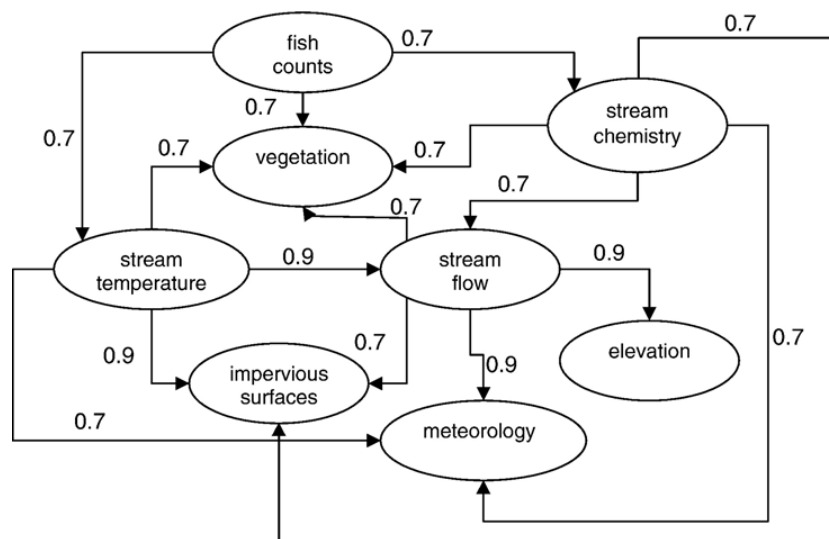 fish
counts
0.7
0.7
0.7
stream
chemistry
0.7
0.7
vegetation
0.7
0.7
0.7
stream
temperature
0.9
stream
flow
0.9
elevation
0.7
0.9
0.7
impervious
surfaces
0.9
0.7
meteorology